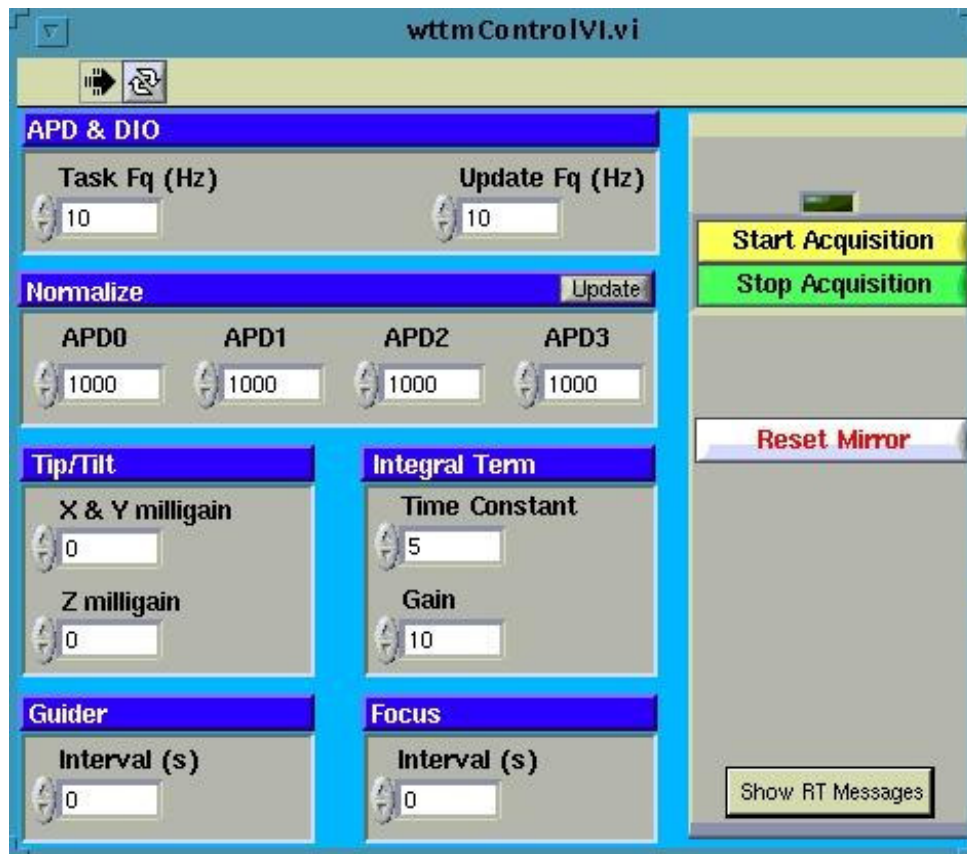 wttmControlVI.vi
APD & DIO
Task Fq (Hz)
Update Fq (Hz)
10
10
Start Acquisition
Stop Acquisition
Normalize
Update
APD0
APD1
APD2
APD3
1000
1000
1000
1000
Reset Mirror
Tip/Tilt
X & Y milligain
0
Z milligain
0
Integral Term
Time Constant
5
Gain
10
Guider
Interval (s)
0
Focus
Interval (s)
0
Show RT Messages